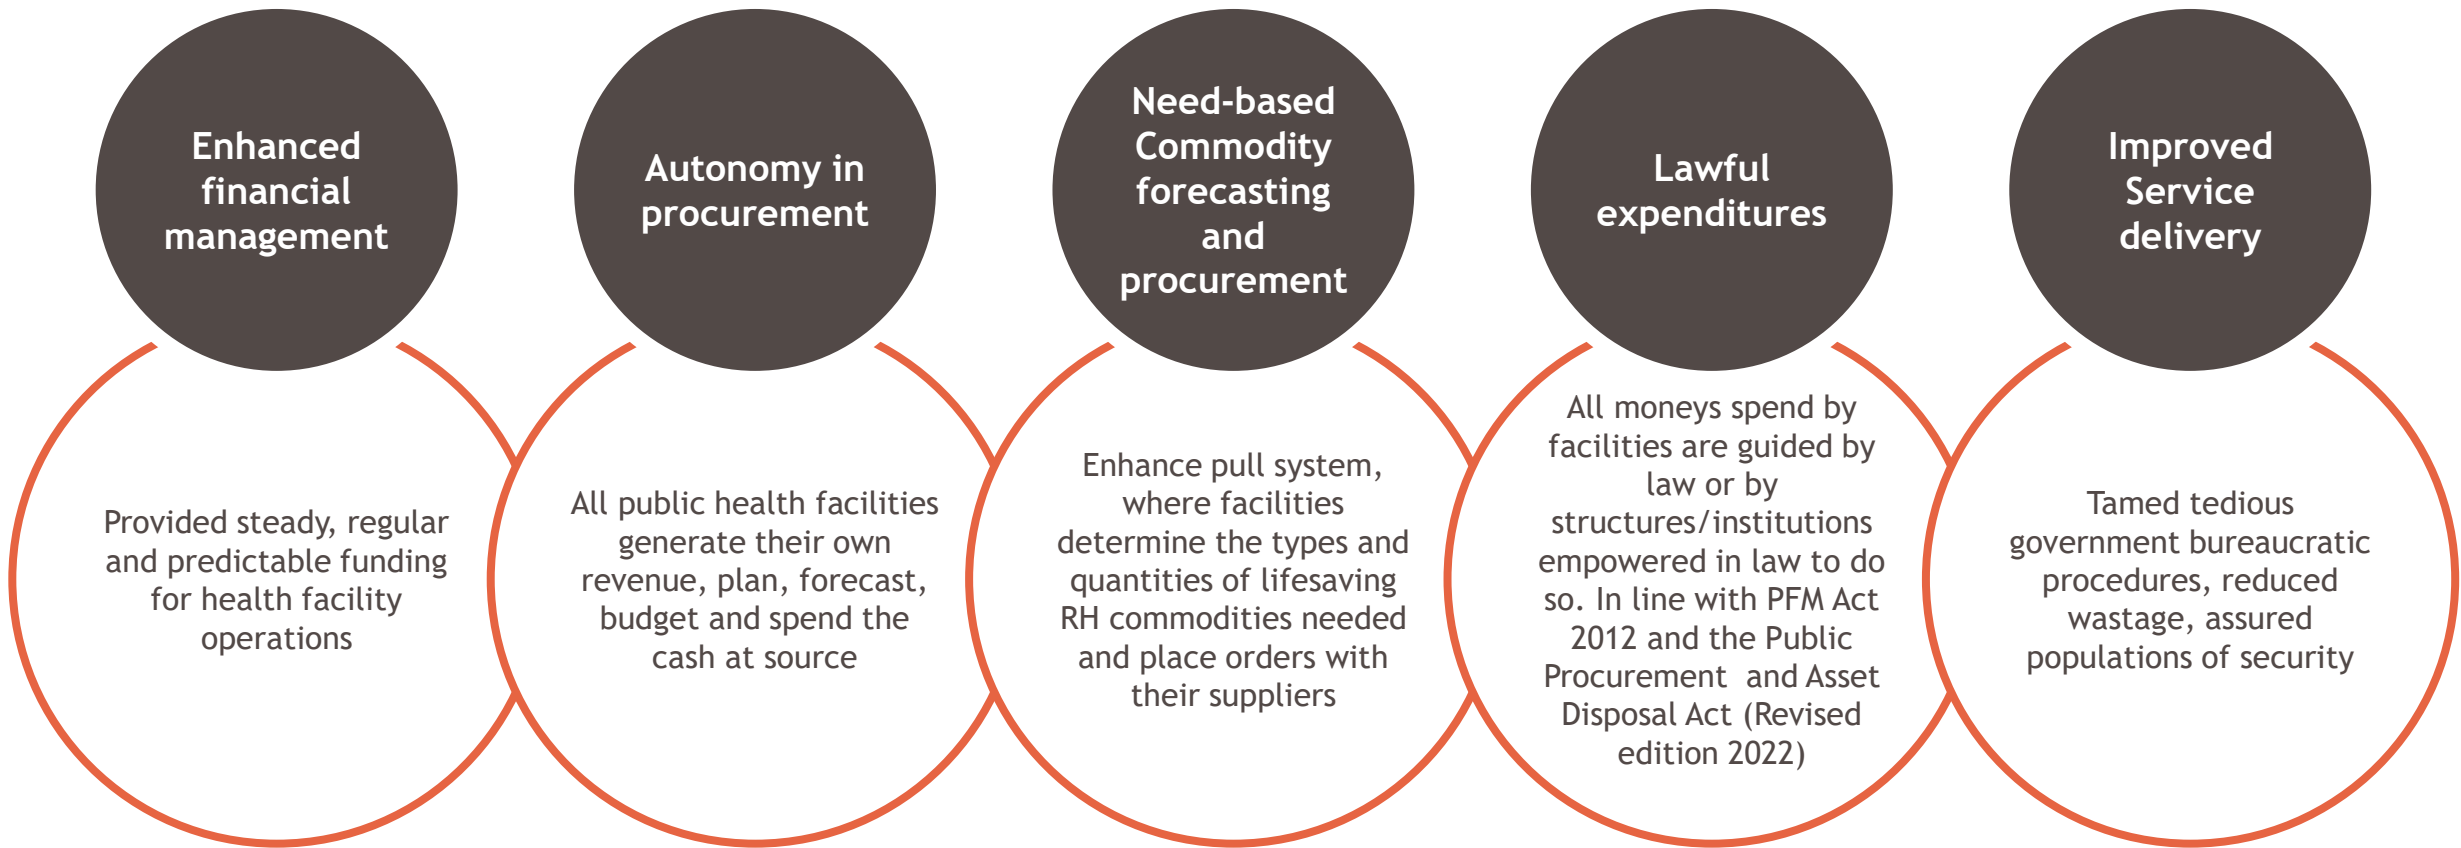 Enhanced
financial
management
Provided steady, regular
and predictable funding
for health facility
operations
Autonomy in
procurement
All public health facilities
generate their own
revenue, plan, forecast,
budget and spend the
cash at source
Need-based
Commodity
forecasting
and
procurement
Enhance pull system,
where facilities
determine the types and
quantities of lifesaving
RH commodities needed
and place orders with
their suppliers
Lawful
expenditures
All moneys spend by
facilities are guided by
law or by
structures/institutions
empowered in law to do
so. In line with PFM Act
2012 and the Public
Procurement  and Asset
Disposal Act (Revised
edition 2022)
Improved
Service
delivery
Tamed tedious
government bureaucratic
procedures, reduced
wastage, assured
populations of security